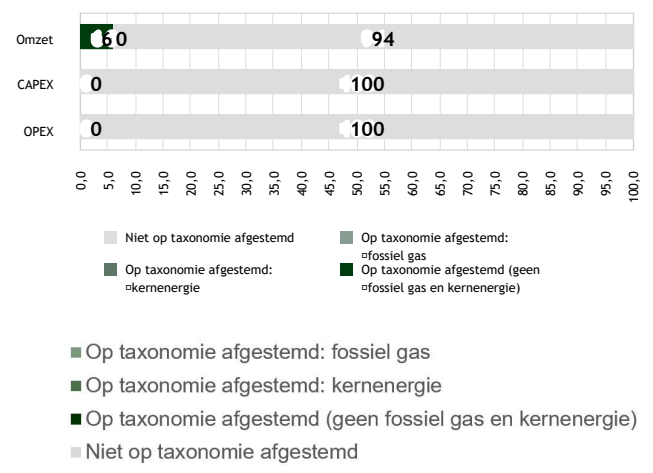 Omzet 6 0 94
CAPEX 0 100
OPEX 0 100
0,0 5,0 10,0 15,0 20,0 25,0 30,0 35,0 40,0 45,0 50,0 55,0 60,0 65,0 70,0 75,0 80,0 85,0 90,0 95,0 100,0
Niet op taxonomie afgestemd
Op taxonomie afgestemd:
¤fossiel gas
Op taxonomie afgestemd:
¤kernenergie
Op taxonomie afgestemd (geen
¤fossiel gas en kernenergie)
Op taxonomie afgestemd: fossiel gas
Op taxonomie afgestemd: kernenergie
Op taxonomie afgestemd (geen fossiel gas en kernenergie)
Niet op taxonomie afgestemd